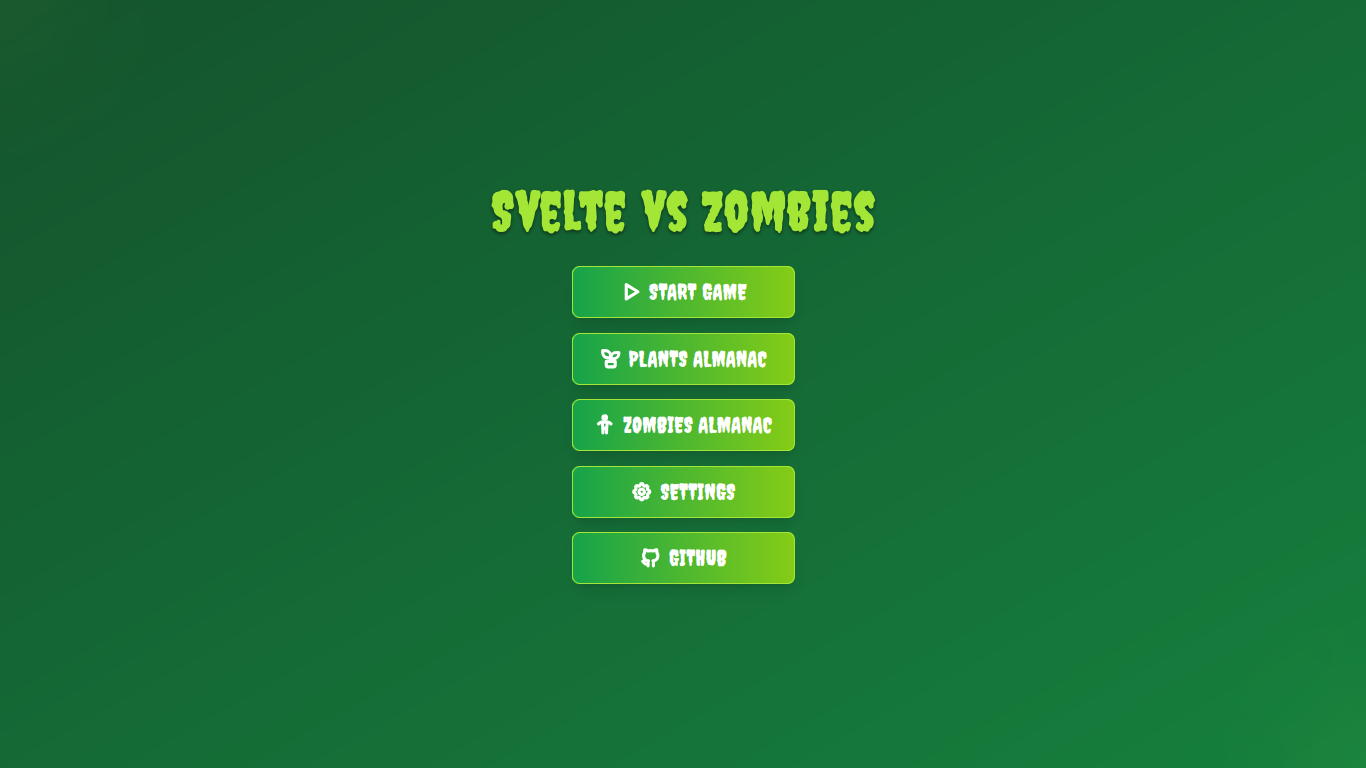 SVELTE VS ZOMBIES
START GAME
PLANTS ALMANAC
ZOMBIES ALMANAC
SETTINGS
GITHUB